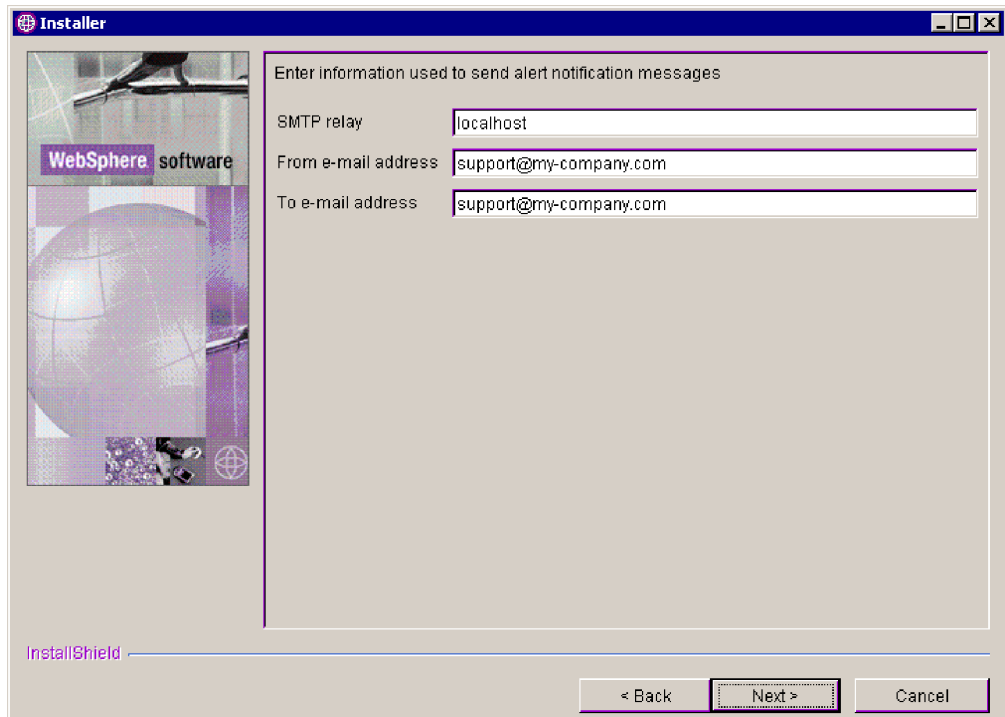 Installer
WebSphere software
Enter information used to send alert notification messages
SMTP relay localhost
From e-mail address support@my-company.com
To e-mail address support@my-company.com
InstallShield
< Back Next > Cancel